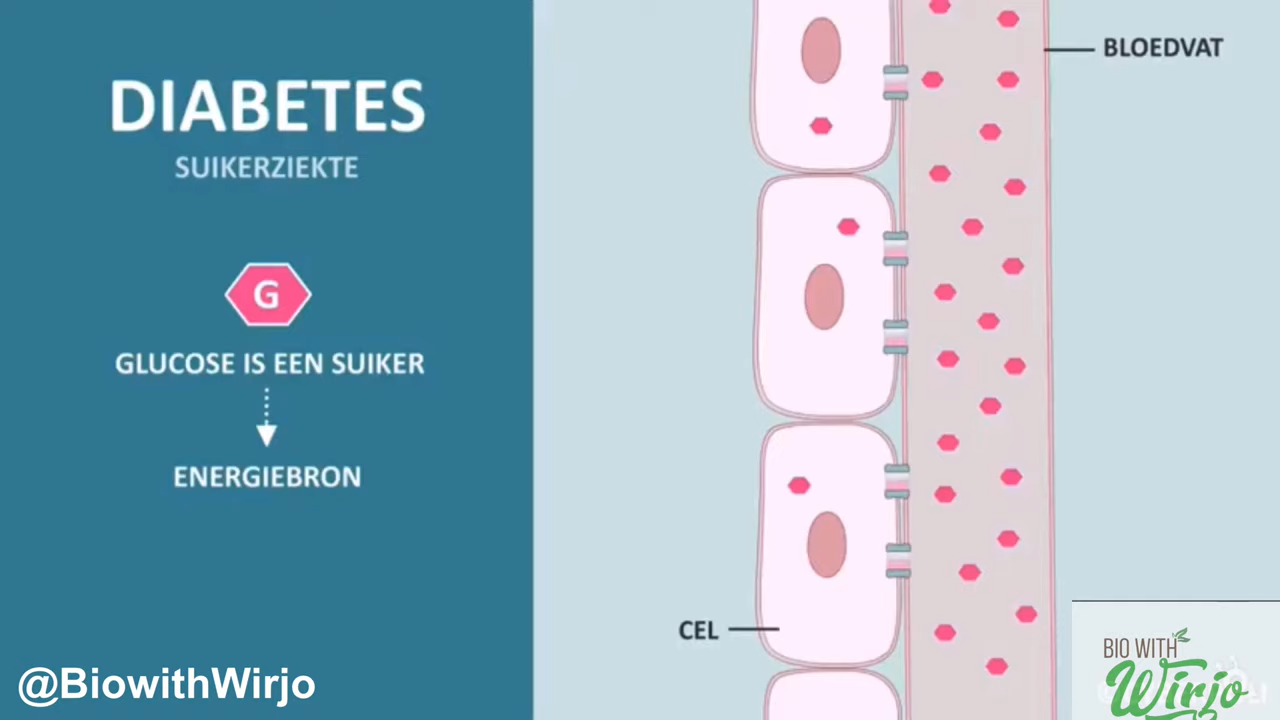 DIABETES
SUIKERZIEKTE
G
GLUCOSE IS EEN SUIKER
ENERGIEBRON
BLOEDVAT
CEL
@BiowithWirjo
BIO WITH
Wirjo